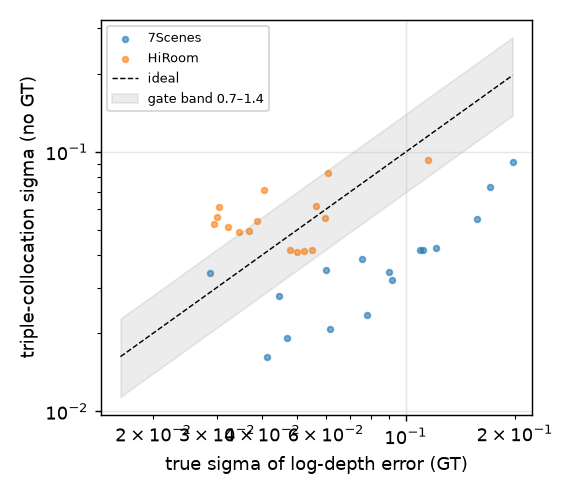 7Scenes
HiRoom
ideal
gate band 0.7–1.4
triple-collocation sigma (no GT)
10⁻¹
10⁻²
2 × 10⁻² 3 × 10⁻² 4 × 10⁻² 6 × 10⁻² 10⁻¹ 2 × 10⁻¹
true sigma of log-depth error (GT)